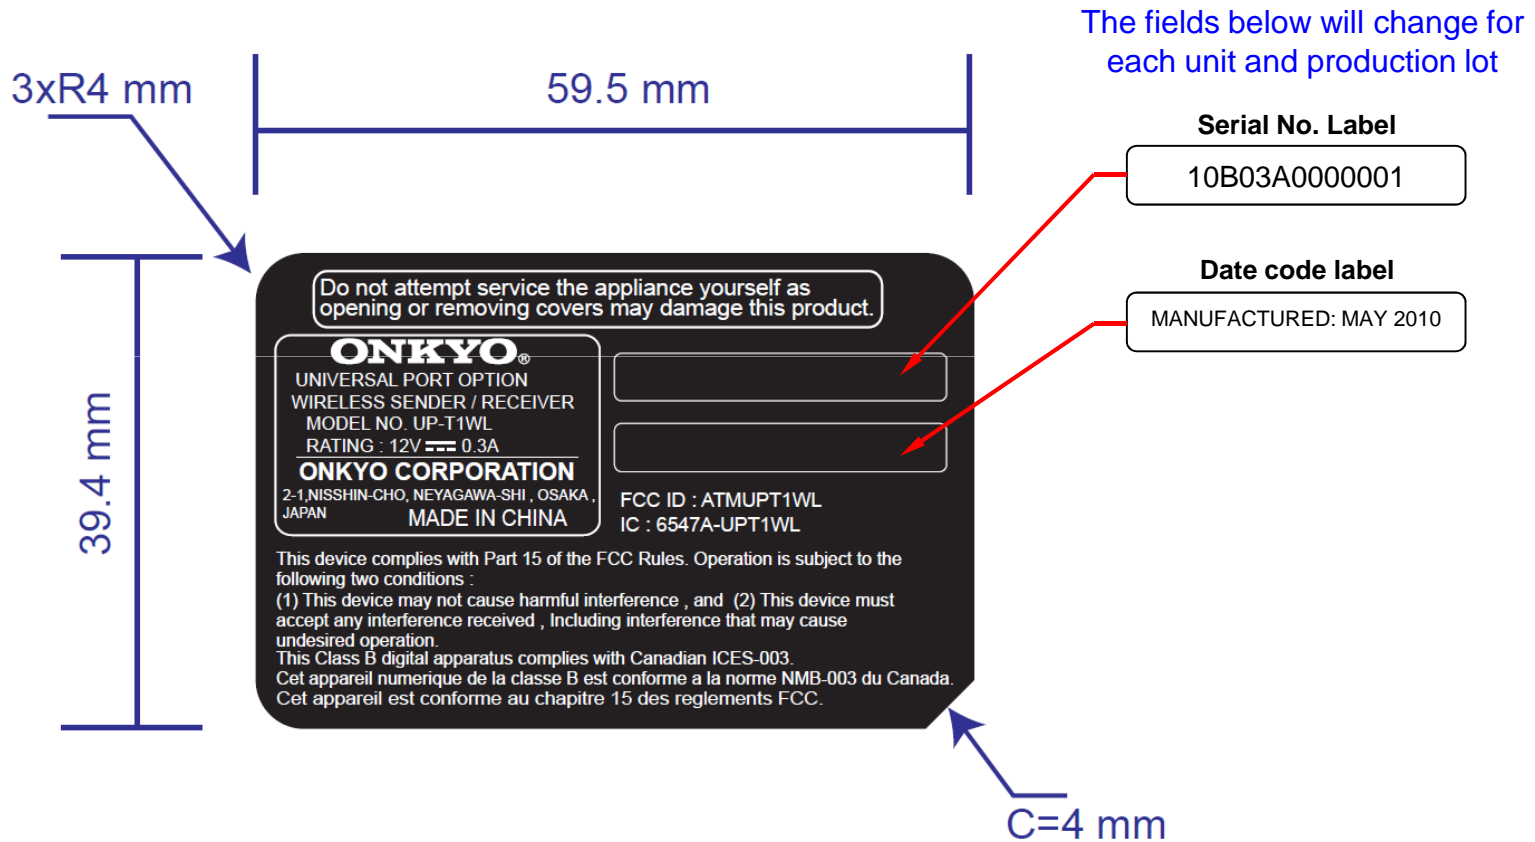 The fields below will change for
each unit and production lot
3xR4 mm
59.5 mm
Serial No. Label
10B03A0000001
Date code label
MANUFACTURED: MAY 2010
39.4 mm
Do not attempt service the appliance yourself as
opening or removing covers may damage this product.
ONKYO®
UNIVERSAL PORT OPTION
WIRELESS SENDER / RECEIVER
MODEL NO. UP-T1WL
RATING : 12V ⎓ 0.3A
ONKYO CORPORATION
2-1,NISSHIN-CHO, NEYAGAWA-SHI , OSAKA ,
JAPAN MADE IN CHINA
FCC ID : ATMUPT1WL
IC : 6547A-UPT1WL
This device complies with Part 15 of the FCC Rules. Operation is subject to the
following two conditions :
(1) This device may not cause harmful interference , and (2) This device must
accept any interference received , Including interference that may cause
undesired operation.
This Class B digital apparatus complies with Canadian ICES-003.
Cet appareil numerique de la classe B est conforme a la norme NMB-003 du Canada.
Cet appareil est conforme au chapitre 15 des reglements FCC.
C=4 mm